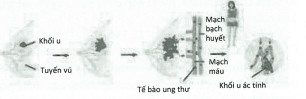 Khối u
Tuyến vú
Mạch
bạch
huyết
Mạch
máu
Tế bào ung thư
Khối u ác tính